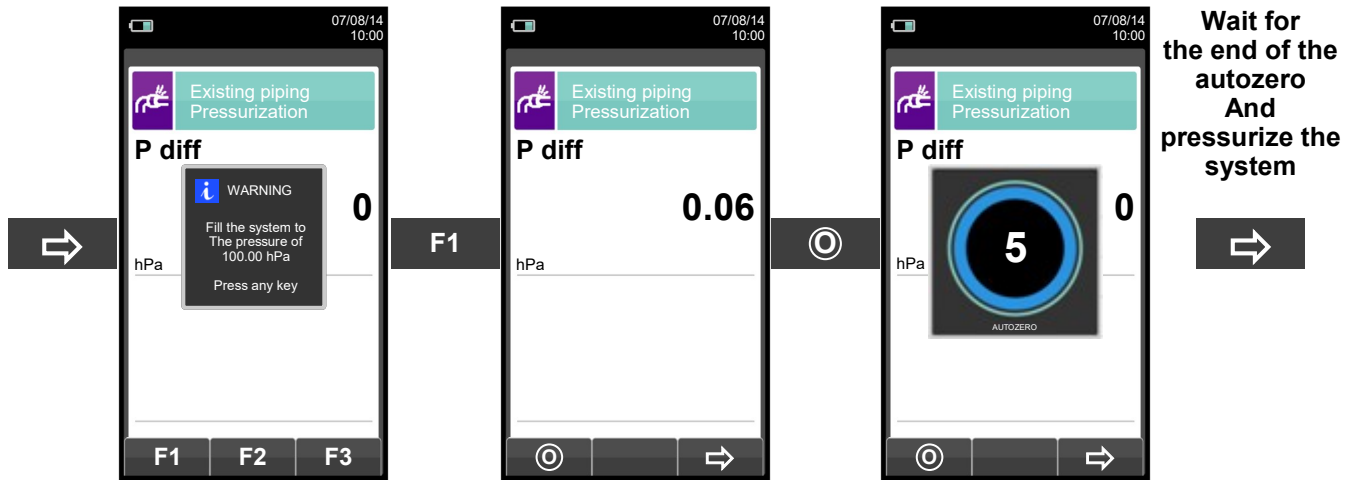 07/08/14
10:00
Existing piping
Pressurization
P diff
WARNING
Fill the system to
The pressure of
100.00 hPa
Press any key
0
hPa
F1 F2 F3
F1
07/08/14
10:00
Existing piping
Pressurization
P diff
0.06
hPa
07/08/14
10:00
Existing piping
Pressurization
P diff
0
5
hPa
AUTOZERO
Wait for
the end of the
autozero
And
pressurize the
system